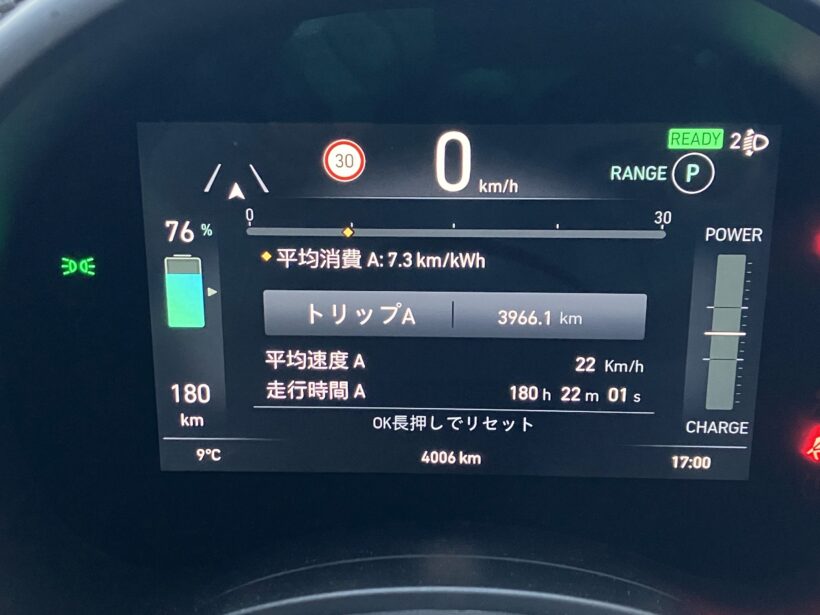 30
0 km/h
READY 2
RANGE P
76 %
0 30
平均消費 A: 7.3 km/kWh
POWER
トリップA 3966.1 km
平均速度 A 22 Km/h
走行時間 A 180 h 22 m 01 s
180
km
OK長押しでリセット
CHARGE
9°C 4006 km 17:00